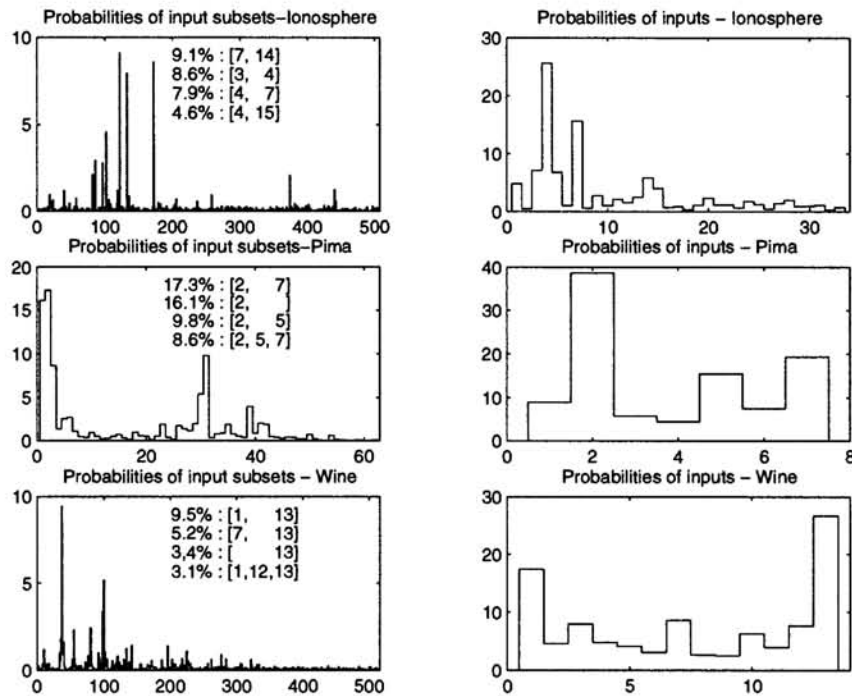 Probabilities of input subsets–Ionosphere
10
5
0
0 100 200 300 400 500
9.1% : [7, 14]
8.6% : [3, 4]
7.9% : [4, 7]
4.6% : [4, 15]
Probabilities of inputs – Ionosphere
30
20
10
0
0 10 20 30
Probabilities of input subsets–Pima
20
15
10
5
0
0 20 40 60
17.3% : [2, 7]
16.1% : [2, ]
9.8% : [2, 5]
8.6% : [2, 5, 7]
Probabilities of inputs – Pima
40
30
20
10
0
0 2 4 6 8
Probabilities of input subsets – Wine
10
5
0
0 100 200 300 400 500
9.5% : [1, 13]
5.2% : [7, 13]
3,4% : [ 13]
3.1% : [1,12,13]
Probabilities of inputs – Wine
30
20
10
0
0 5 10